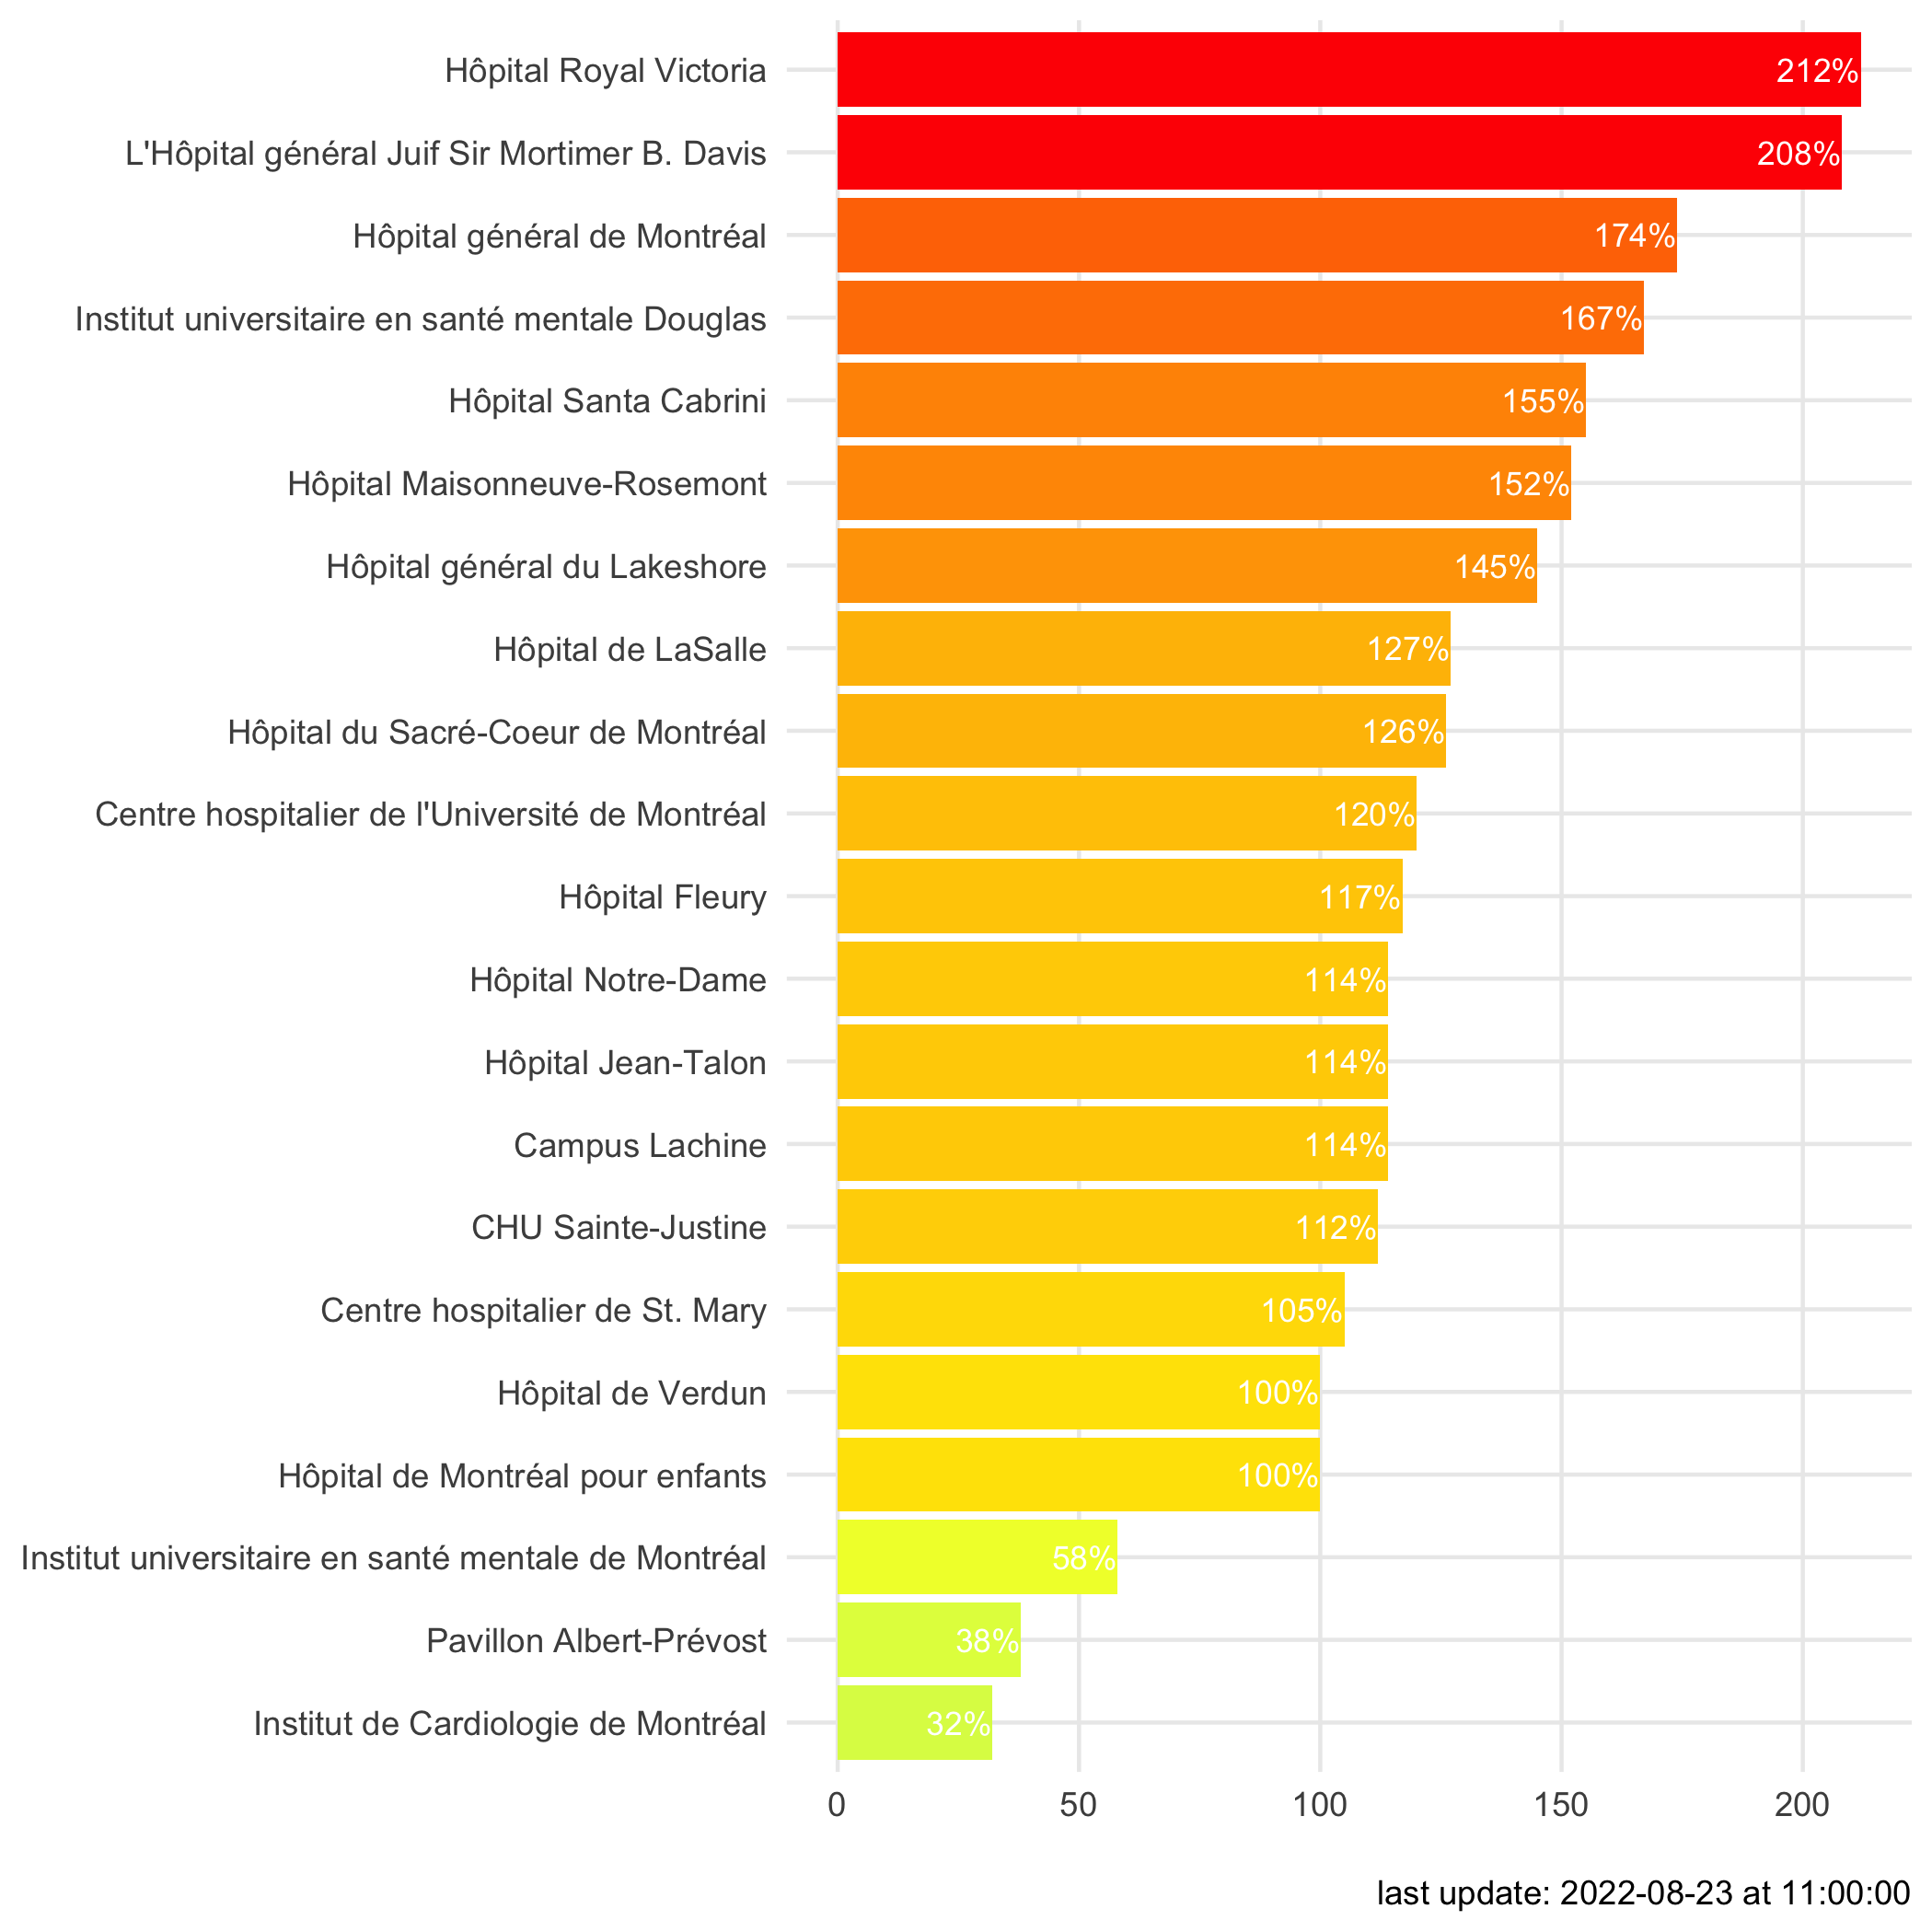 Hôpital Royal Victoria 212%
L'Hôpital général Juif Sir Mortimer B. Davis 208%
Hôpital général de Montréal 174%
Institut universitaire en santé mentale Douglas 167%
Hôpital Santa Cabrini 155%
Hôpital Maisonneuve-Rosemont 152%
Hôpital général du Lakeshore 145%
Hôpital de LaSalle 127%
Hôpital du Sacré-Coeur de Montréal 126%
Centre hospitalier de l'Université de Montréal 120%
Hôpital Fleury 117%
Hôpital Notre-Dame 114%
Hôpital Jean-Talon 114%
Campus Lachine 114%
CHU Sainte-Justine 112%
Centre hospitalier de St. Mary 105%
Hôpital de Verdun 100%
Hôpital de Montréal pour enfants 100%
Institut universitaire en santé mentale de Montréal 58%
Pavillon Albert-Prévost 38%
Institut de Cardiologie de Montréal 32%
0 50 100 150 200
last update: 2022-08-23 at 11:00:00